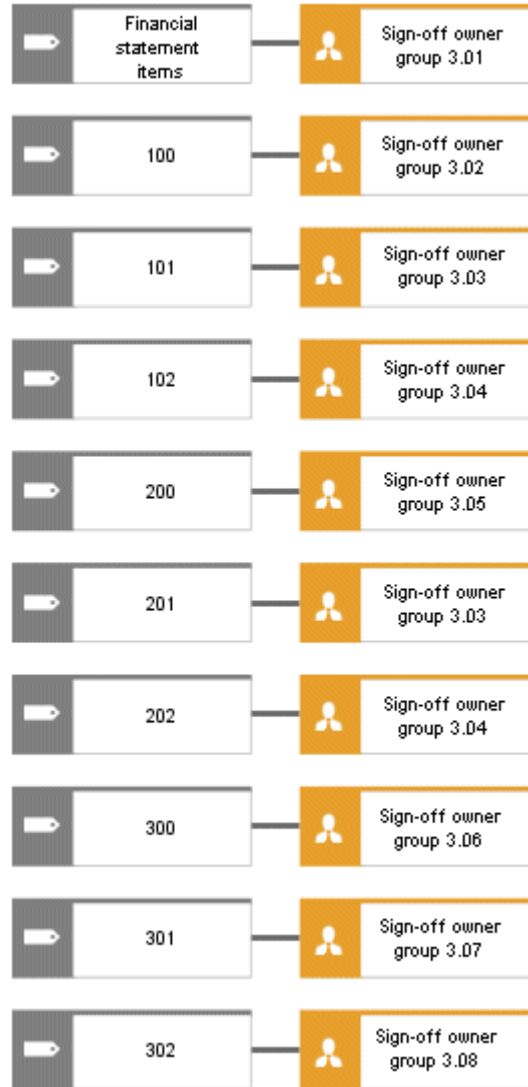 Financial
statement
items
Sign-off owner
group 3.01
100
Sign-off owner
group 3.02
101
Sign-off owner
group 3.03
102
Sign-off owner
group 3.04
200
Sign-off owner
group 3.05
201
Sign-off owner
group 3.03
202
Sign-off owner
group 3.04
300
Sign-off owner
group 3.06
301
Sign-off owner
group 3.07
302
Sign-off owner
group 3.08